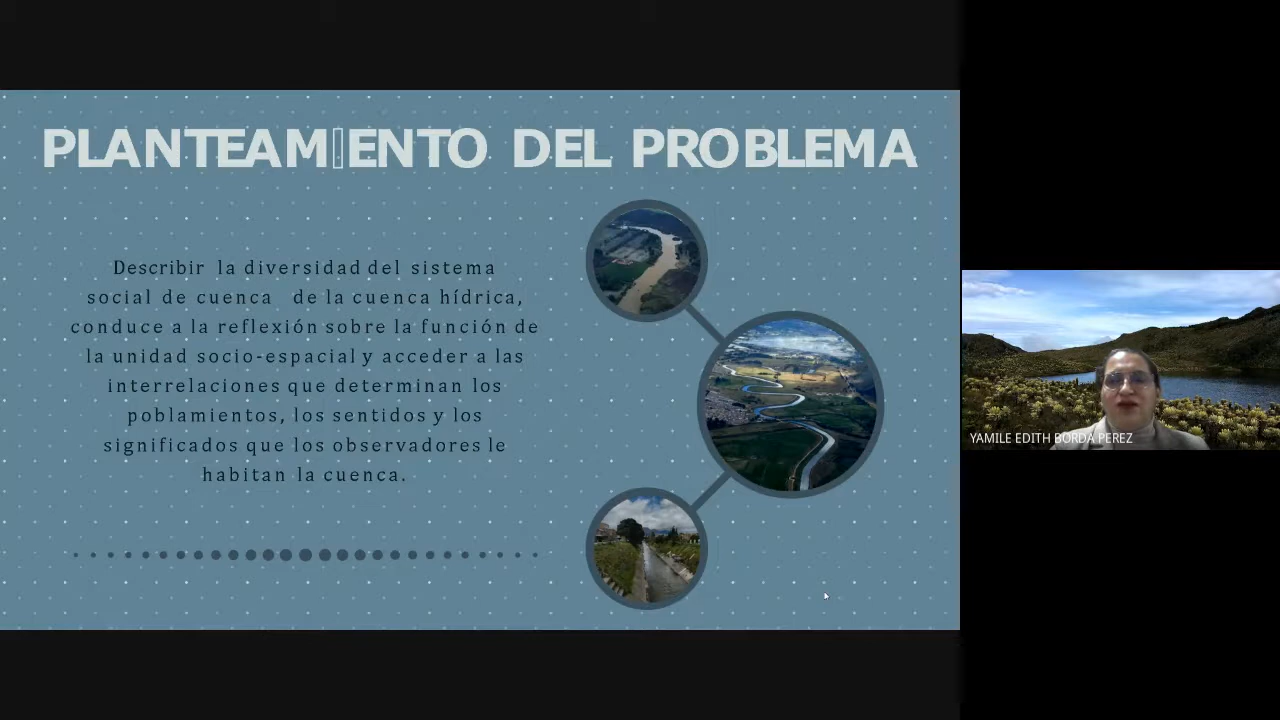 PLANTEAM▯ENTO DEL PROBLEMA
Describir la diversidad del sistema
social de cuenca de la cuenca hídrica,
conduce a la reflexión sobre la función de
la unidad socio-espacial y acceder a las
interrelaciones que determinan los
poblamientos, los sentidos y los
significados que los observadores le
habitan la cuenca.
YAMILE EDITH BORDA PEREZ